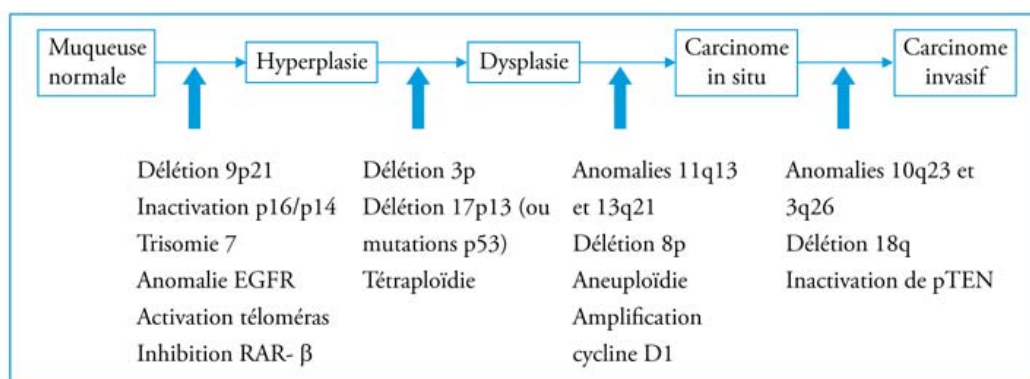 Muqueuse
normale
Hyperplasie
Dysplasie
Carcinome
in situ
Carcinome
invasif
Délétion 9p21
Inactivation p16/p14
Trisomie 7
Anomalie EGFR
Activation téloméras
Inhibition RAR- β
Délétion 3p
Délétion 17p13 (ou
mutations p53)
Tétraploïdie
Anomalies 11q13
et 13q21
Délétion 8p
Aneuploïdie
Amplification
cycline D1
Anomalies 10q23 et
3q26
Délétion 18q
Inactivation de pTEN